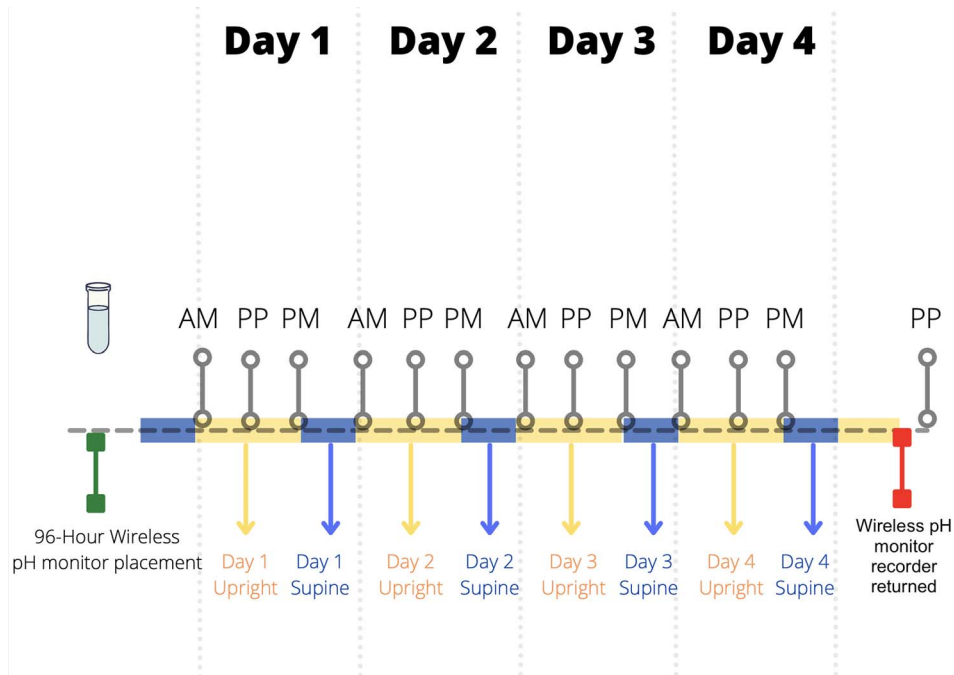 Day 1 Day 2 Day 3 Day 4
AM PP PM AM PP PM AM PP PM AM PP PM PP
96-Hour Wireless
pH monitor placement
Day 1
Upright
Day 1
Supine
Day 2
Upright
Day 2
Supine
Day 3
Upright
Day 3
Supine
Day 4
Upright
Day 4
Supine
Wireless pH
monitor
recorder
returned